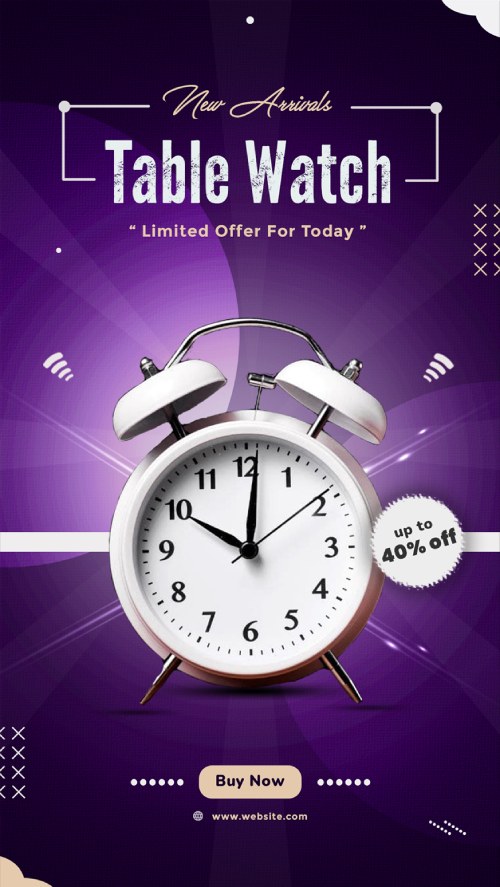 New Arrivals
Table Watch
“ Limited Offer For Today ”
12
11
1
10
2
9
3
8
4
7
5
6
up to
40% off
Buy Now
www.website.com